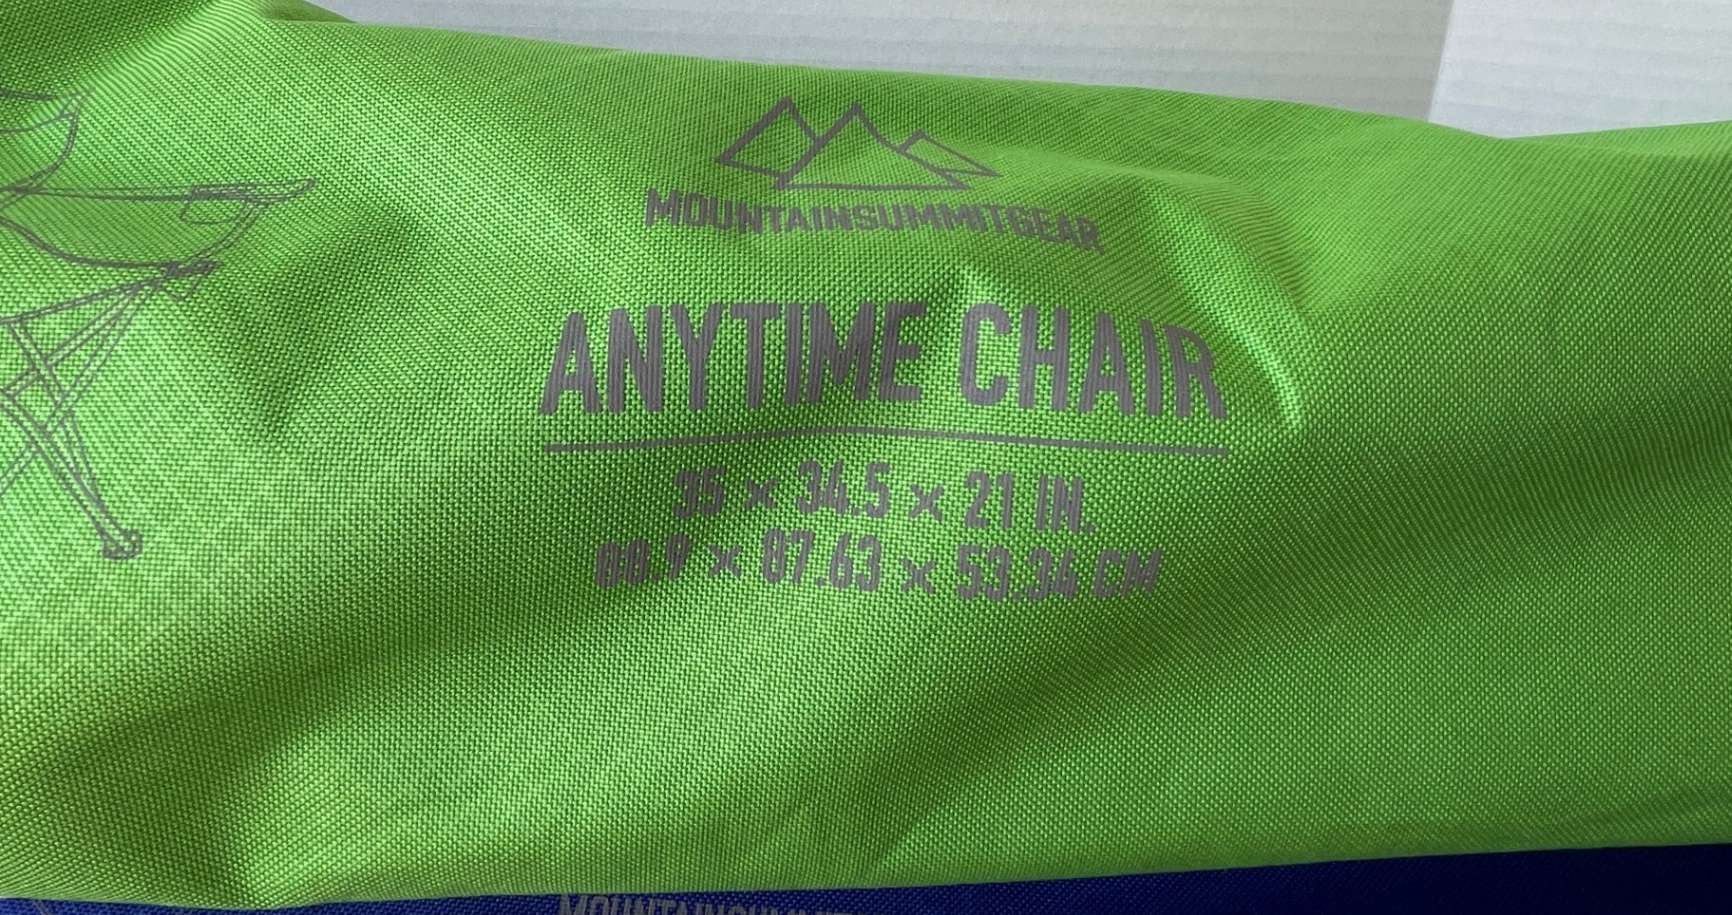 MOUNTAINSUMMITGEAR
ANYTIME CHAIR
35 × 34.5 × 21 IN.
88.9 × 87.63 × 53.34 CM